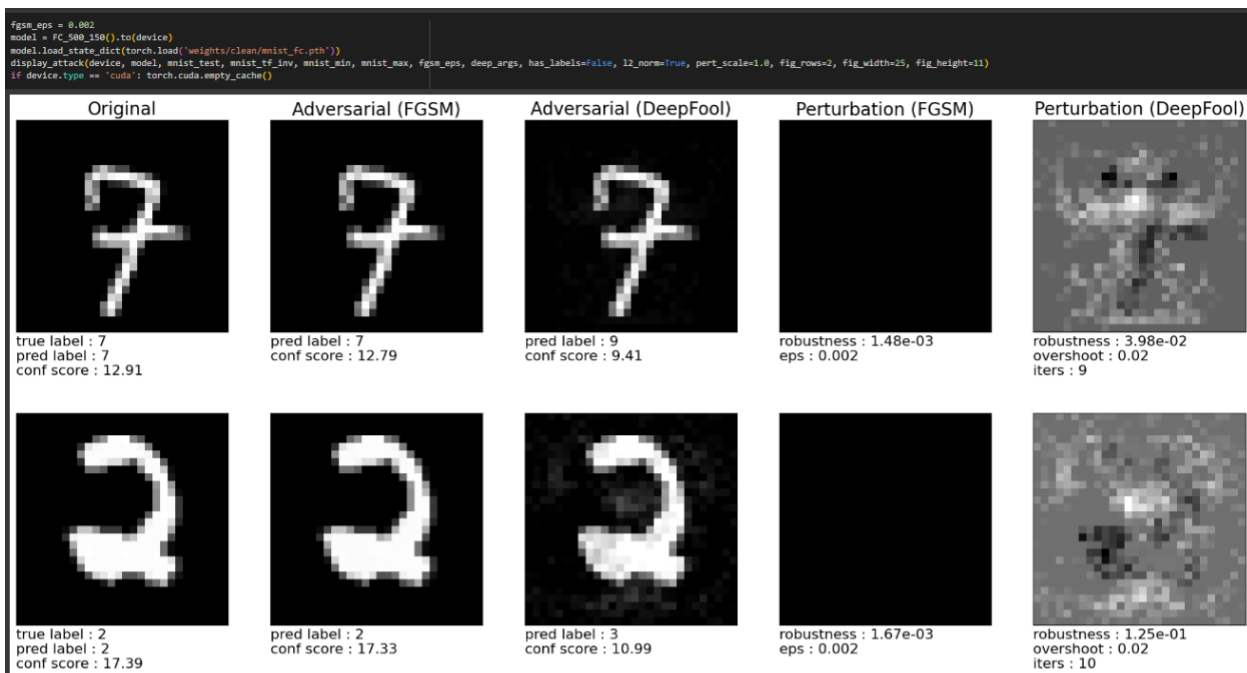 fgsm_eps = 0.002
model = FC_500_150().to(device)
model.load_state_dict(torch.load('weights/clean/mnist_fc.pth'))
display_attack(device, model, mnist_test, mnist_tf_inv, mnist_min, mnist_max, fgsm_eps, deep_args, has_labels=False, l2_norm=True, pert_scale=1.0, fig_rows=2, fig_width=25, fig_height=11)
if device.type == 'cuda': torch.cuda.empty_cache()
Original Adversarial (FGSM) Adversarial (DeepFool) Perturbation (FGSM) Perturbation (DeepFool)
true label : 7 pred label : 7 pred label : 9 robustness : 1.48e-03 robustness : 3.98e-02
pred label : 7 conf score : 12.79 conf score : 9.41 eps : 0.002 overshoot : 0.02
conf score : 12.91 iters : 9
true label : 2 pred label : 2 pred label : 3 robustness : 1.67e-03 robustness : 1.25e-01
pred label : 2 conf score : 17.33 conf score : 10.99 eps : 0.002 overshoot : 0.02
conf score : 17.39 iters : 10